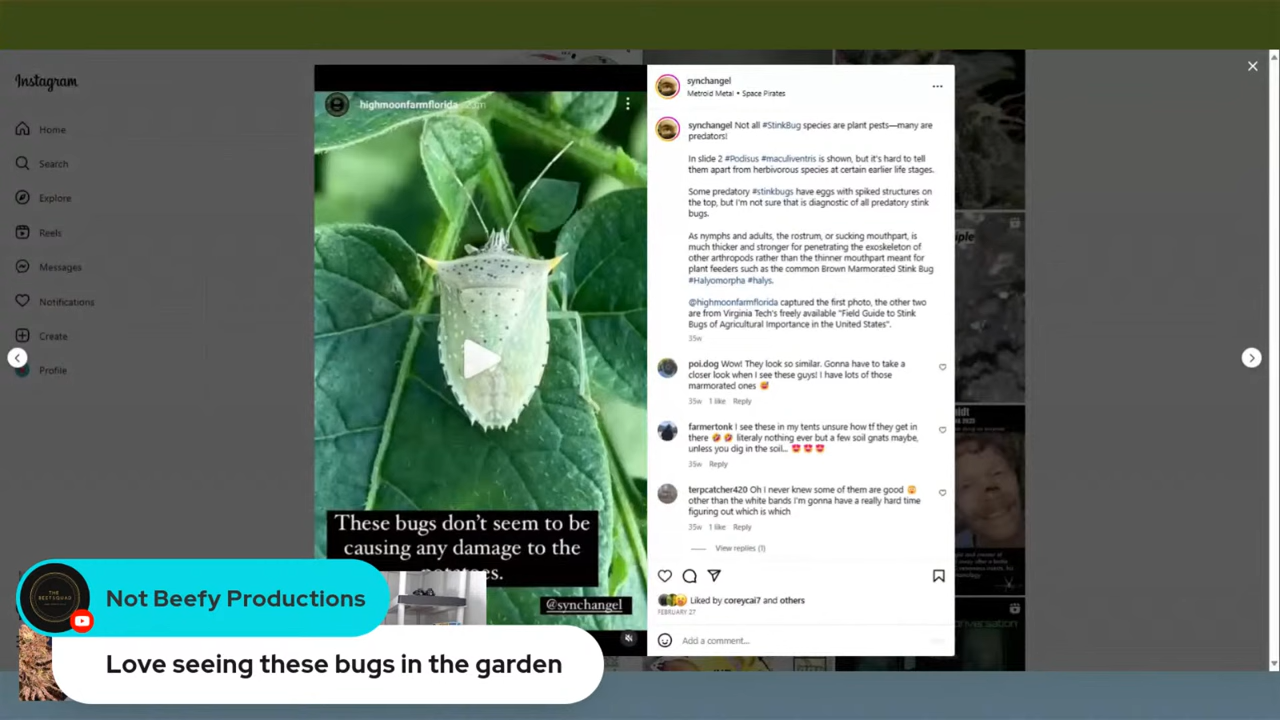 Instagram
Home
Search
Explore
Reels
Messages
Notifications
Create
Profile
highmoonfarmflorida
These bugs don't seem to be
causing any damage to the
potatoes.
@synchangel
synchangel
Metroid Metal • Space Pirates
synchangel Not all #StinkBug species are plant pests—many are
predators!
In slide 2 #Podisus #maculiventris is shown, but it's hard to tell
them apart from herbivorous species at certain earlier life stages.
Some predatory #stinkbugs have eggs with spiked structures on
the top, but I'm not sure that is diagnostic of all predatory stink
bugs.
As nymphs and adults, the rostrum, or sucking mouthpart, is
much thicker and stronger for penetrating the exoskeleton of
other arthropods rather than the thinner mouthpart meant for
plant feeders such as the common Brown Marmorated Stink Bug
#Halyomorpha #halys.
@highmoonfarmflorida captured the first photo, the other two
are from Virginia Tech's freely available "Field Guide to Stink
Bugs of Agricultural Importance in the United States".
35w
poi.dog Wow! They look so similar. Gonna have to take a
closer look when I see these guys! I have lots of those
marmorated ones 🥵
35w 1 like Reply
farmertonk I see these in my tents unsure how tf they get in
there 🤣 🤣 literaly nothing ever but a few soil gnats maybe,
unless you dig in the soil... 😍 😍 😍
35w Reply
terpcatcher420 Oh I never knew some of them are good 😩
other than the white bands I'm gonna have a really hard time
figuring out which is which
35w 1 like Reply
View replies (1)
Liked by coreycai7 and others
FEBRUARY 27
Add a comment...
Not Beefy Productions
Love seeing these bugs in the garden